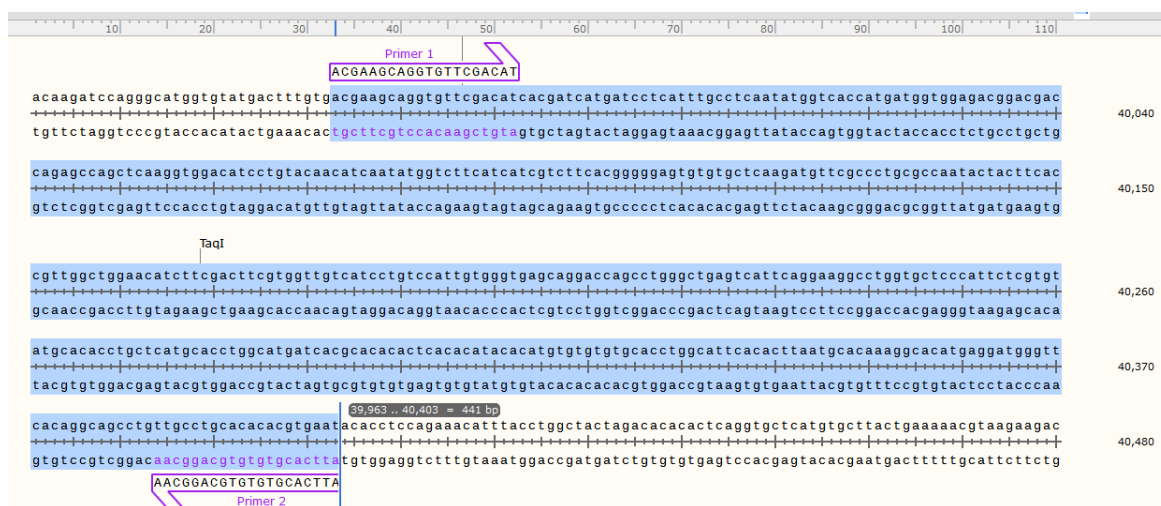 10 20 30 40 50 60 70 80 90 100 110
Primer 1
ACGAAGCAGGTGTTCGACAT
acaagatccagggcatggtgtatgactttgtgacgaagcaggtgttcgacatcacgatcatgatcctcatttgcctcaatatggtcaccatgatggtggagacggacgac
40,040
tgttctaggtcccgtaccacatactgaaacactgcttcgtccacaagctgtagtgctagtactaggagtaaacggagttataccagtggtactaccacctctgcctgctg
cagagccagctcaaggtggacatcctgtacaacatcaatatggtcttcatcatcgtcttcacgggggagtgtgtgctcaagatgttcgccctgcgccaatactacttcac
40,150
gtctcggtcgagttccacctgtaggacatgttgtagttataccagaagtagtagcagaagtgccccctcacacacgagttctacaagcgggacgcggttatgatgaagtg
TaqI
cgttggctggaacatcttcgacttcgtggttgtcatcctgtccattgtgggtgagcaggaccagcctgggctgagtcattcaggaaggcctggtgctcccattctcgtgt
40,260
gcaaccgaccttgtagaagctgaagcaccaacagtaggacaggtaacacccactcgtcctggtcggacccgactcagtaagtccttccggaccacgagggtaagagcaca
atgcacacctgctcatgcacctggcatgatcacgcacacactcacacatacacatgtgtgtgtgcacctggcattcacacttaatgcacaaaggcacatgaggatgggtt
40,370
tacgtgtggacgagtacgtggaccgtactagtgcgtgtgtgagtgtgtatgtgtacacacacacgtggaccgtaagtgtgaattacgtgtttccgtgtactcctacccaa
39,963 .. 40,403 = 441 bp
cacaggcagcctgttgcctgcacacacgtgaatacacctccagaaacatttacctggctactagacacacactcaggtgctcatgtgcttactgaaaaacgtaagaagac
40,480
gtgtccgtcggacaacggacgtgtgtgcacttatgtggaggtctttgtaaatggaccgatgatctgtgtgtgagtccacgagtacacgaatgactttttgcattcttctg
AACGGACGTGTGTGCACTTA
Primer 2